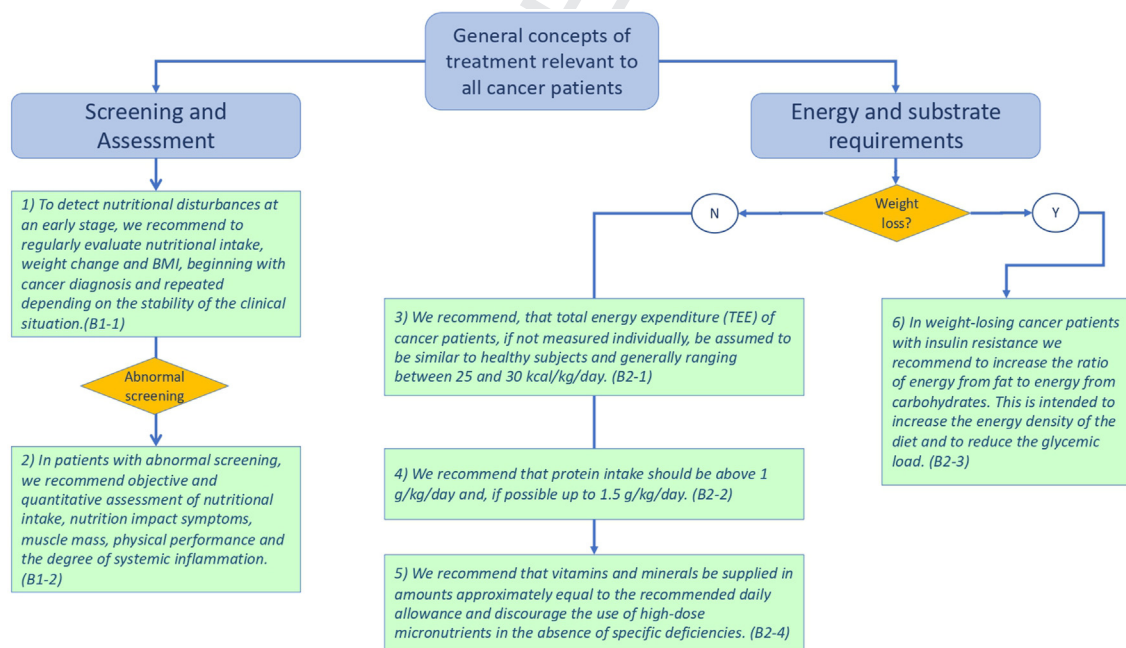 General concepts of
treatment relevant to
all cancer patients
Screening and
Assessment
Energy and substrate
requirements
1) To detect nutritional disturbances at
an early stage, we recommend to
regularly evaluate nutritional intake,
weight change and BMI, beginning with
cancer diagnosis and repeated
depending on the stability of the clinical
situation.(B1-1)
Abnormal
screening
2) In patients with abnormal screening,
we recommend objective and
quantitative assessment of nutritional
intake, nutrition impact symptoms,
muscle mass, physical performance and
the degree of systemic inflammation.
(B1-2)
Weight
loss?
N
Y
3) We recommend, that total energy expenditure (TEE) of
cancer patients, if not measured individually, be assumed to
be similar to healthy subjects and generally ranging
between 25 and 30 kcal/kg/day. (B2-1)
4) We recommend that protein intake should be above 1
g/kg/day and, if possible up to 1.5 g/kg/day. (B2-2)
5) We recommend that vitamins and minerals be supplied in
amounts approximately equal to the recommended daily
allowance and discourage the use of high-dose
micronutrients in the absence of specific deficiencies. (B2-4)
6) In weight-losing cancer patients
with insulin resistance we
recommend to increase the ratio
of energy from fat to energy from
carbohydrates. This is intended to
increase the energy density of the
diet and to reduce the glycemic
load. (B2-3)